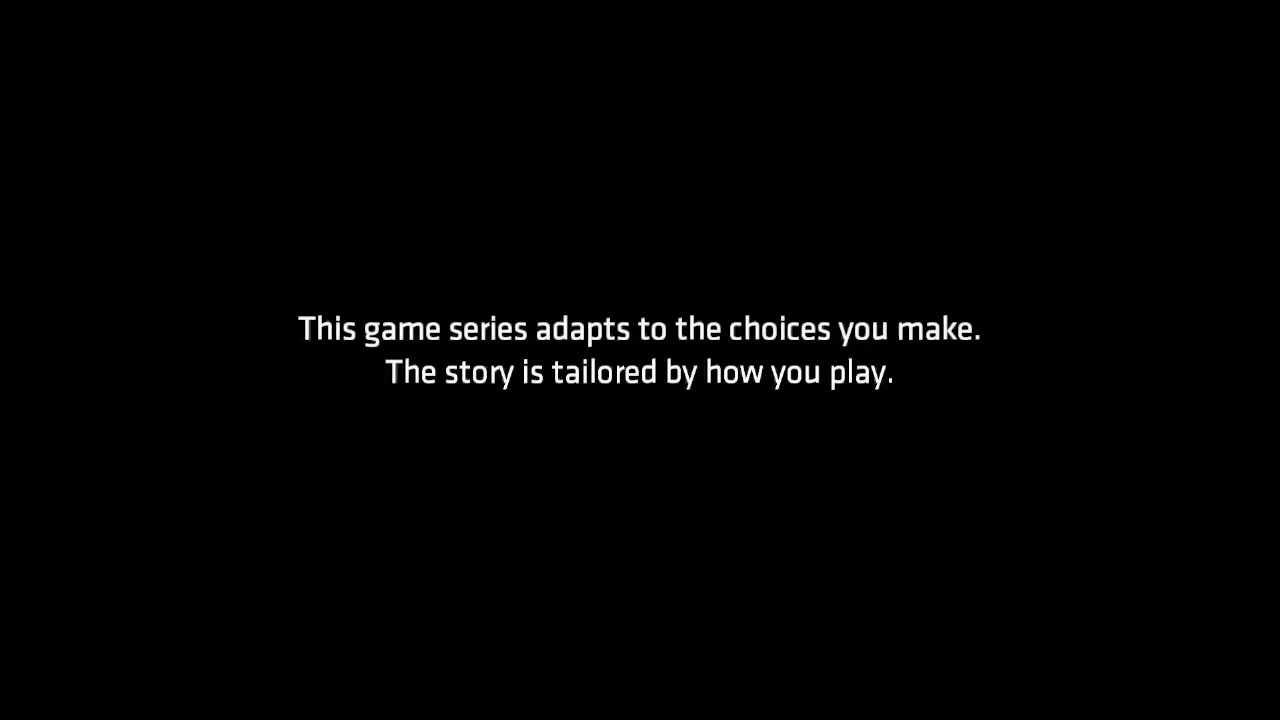 This game series adapts to the choices you make.
The story is tailored by how you play.